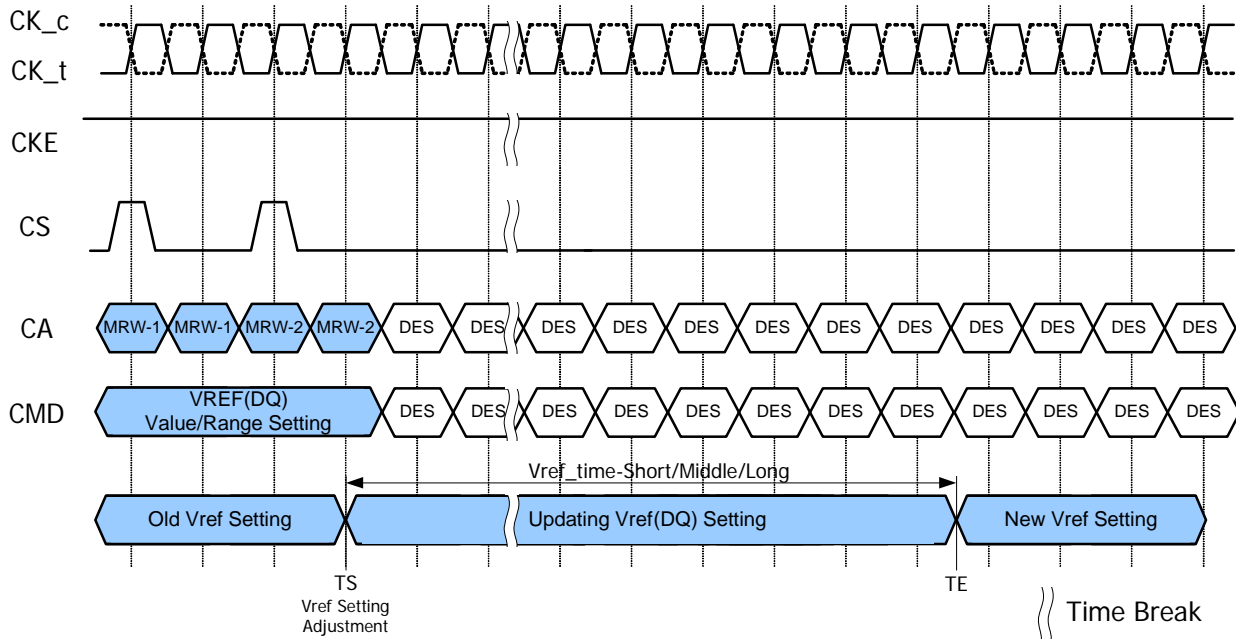 CK_c
CK_t
CKE
CS
CA
MRW-1 MRW-1 MRW-2 MRW-2 DES DES DES DES DES DES DES DES DES DES DES DES
CMD
VREF(DQ)
Value/Range Setting
DES DES DES DES DES DES DES DES DES DES DES DES
Vref_time-Short/Middle/Long
Old Vref Setting
Updating Vref(DQ) Setting
New Vref Setting
TS
Vref Setting
Adjustment
TE
Time Break